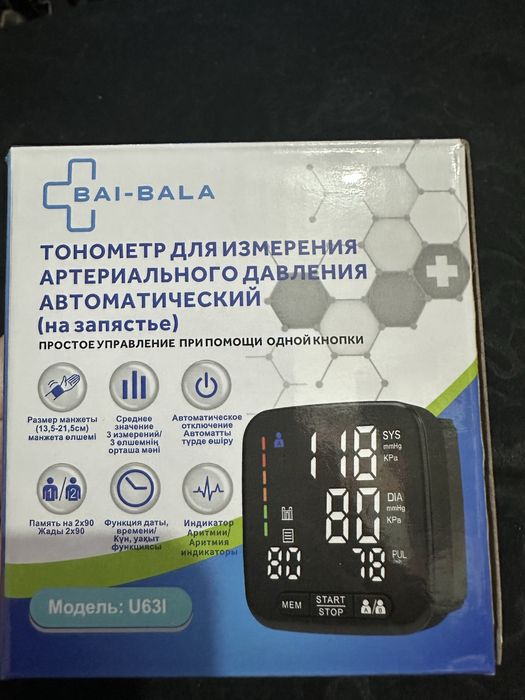 BAI-BALA
ТОНОМЕТР ДЛЯ ИЗМЕРЕНИЯ
АРТЕРИАЛЬНОГО ДАВЛЕНИЯ
АВТОМАТИЧЕСКИЙ
(на запястье)
ПРОСТОЕ УПРАВЛЕНИЕ ПРИ ПОМОЩИ ОДНОЙ КНОПКИ
Размер манжеты
(13,5-21,5см)
манжета өлшемі
Среднее
значение
3 измерений/
3 өлшемнің
орташа мәні
Автоматическое
отключение
Автоматты
түрде өшіру
1/2
Память на 2х90
Жады 2х90
Функция даты,
времени/
Күн, уақыт
функциясы
Индикатор
Аритмии/
Аритмия
индикаторы
Модель: U63I
118
SYS
mmHg
KPa
80
DIA
mmHg
KPa
80
78
PUL
/min
MEM
START
STOP
A/B